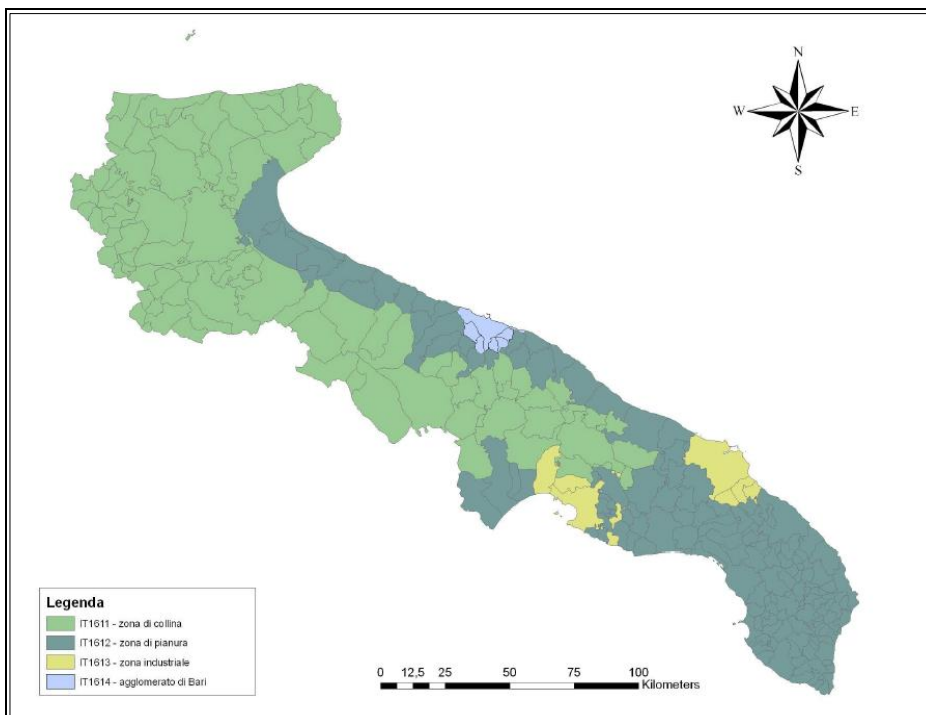 N
W E
S
Legenda
IT1611 - zona di collina
IT1612 - zona di pianura
IT1613 - zona industriale
IT1614 - agglomerato di Bari
0 12,5 25 50 75 100
Kilometers